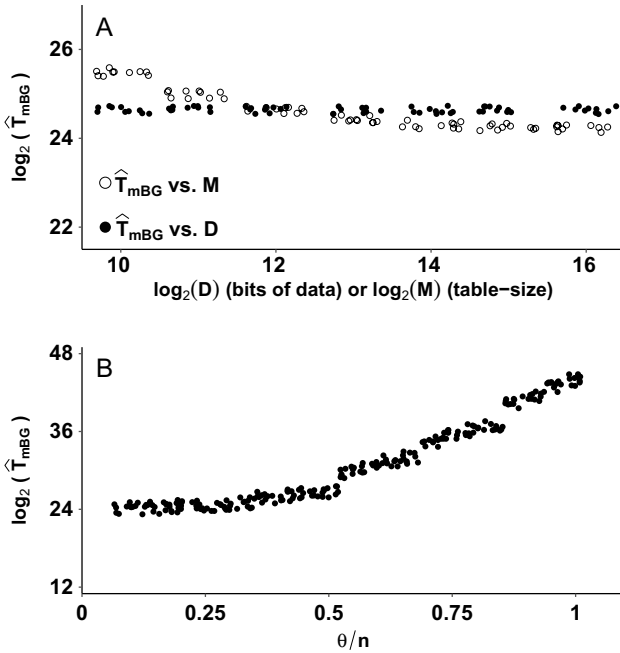 A
26
24
22
log₂ ( T̂mBG )
○ T̂mBG vs. M
● T̂mBG vs. D
10 12 14 16
log₂(D) (bits of data) or log₂(M) (table−size)
B
48
36
24
12
log₂ ( T̂mBG )
0 0.25 0.5 0.75 1
θ/n